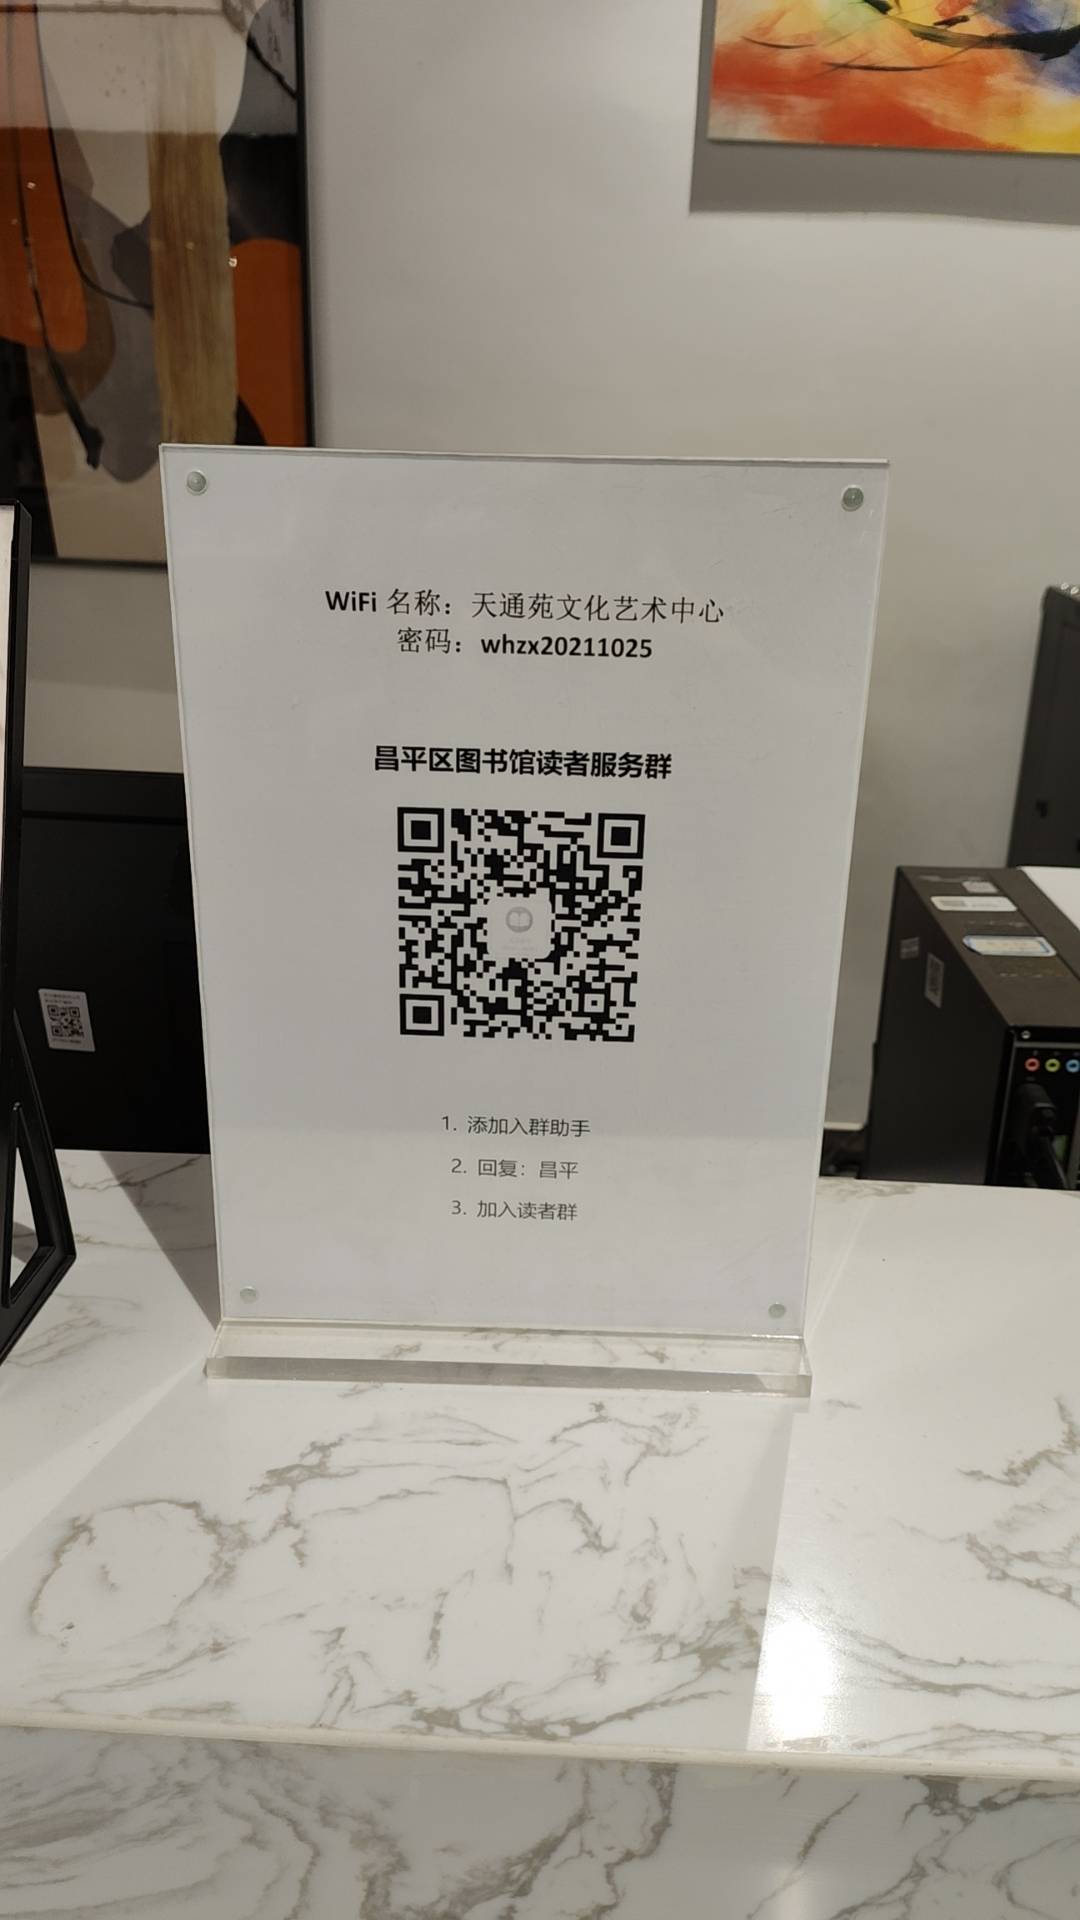 WiFi 名称：天通苑文化艺术中心
密码：whzx20211025
昌平区图书馆读者服务群
1. 添加入群助手
2. 回复：昌平
3. 加入读者群